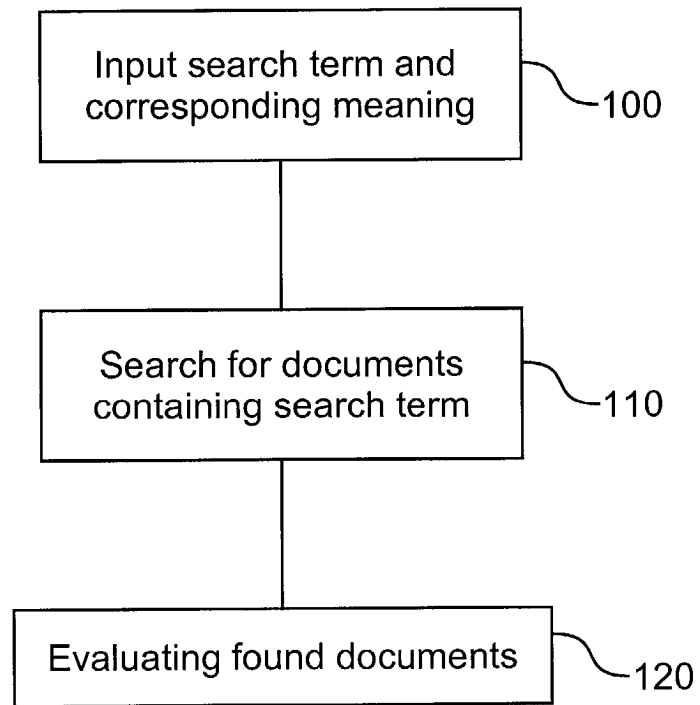 Input search term and
corresponding meaning
100
Search for documents
containing search term
110
Evaluating found documents
120